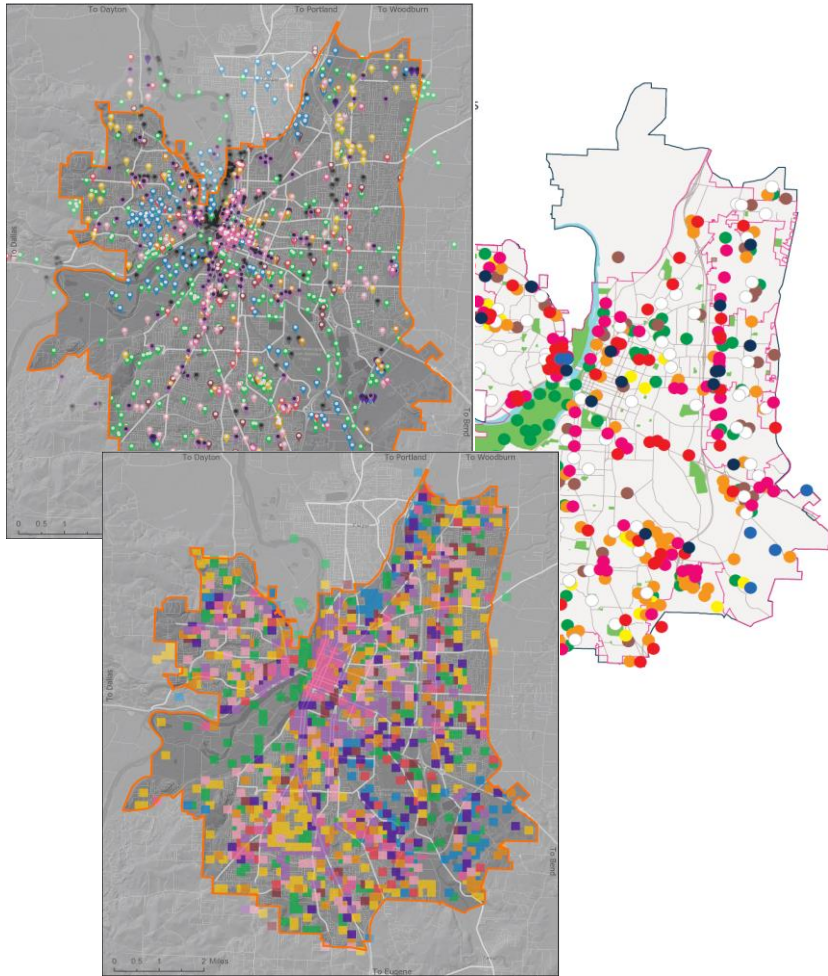 To Dayton
To Portland
To Woodburn
s
To Dallas
To Bend
0 0.5 1
To Dayton
To Portland
To Woodburn
To Dallas
To Bend
0 0.5 1 2 Miles
To Eugene